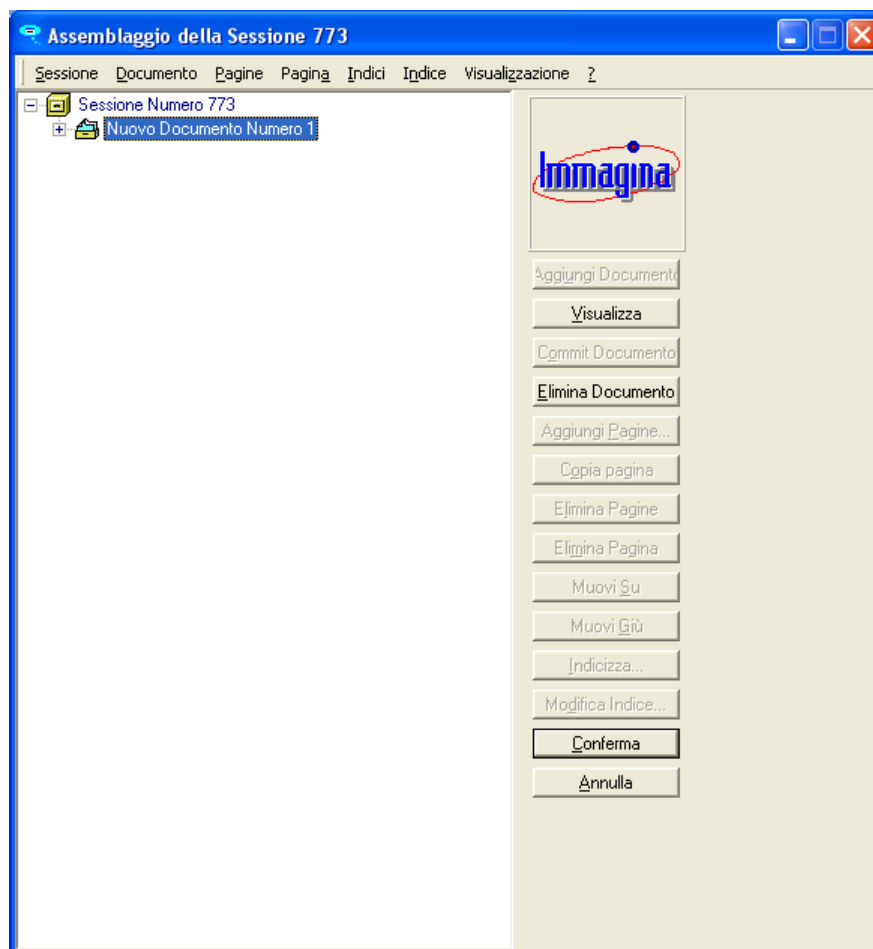 Assemblaggio della Sessione 773
Sessione Documento Pagine Pagina Indici Indice Visualizzazione ?
Sessione Numero 773
Nuovo Documento Numero 1
Immagina
Aggiungi Documento
Visualizza
Commit Documento
Elimina Documento
Aggiungi Pagine...
Copia pagina
Elimina Pagine
Elimina Pagina
Muovi Su
Muovi Giù
Indicizza...
Modifica Indice...
Conferma
Annulla